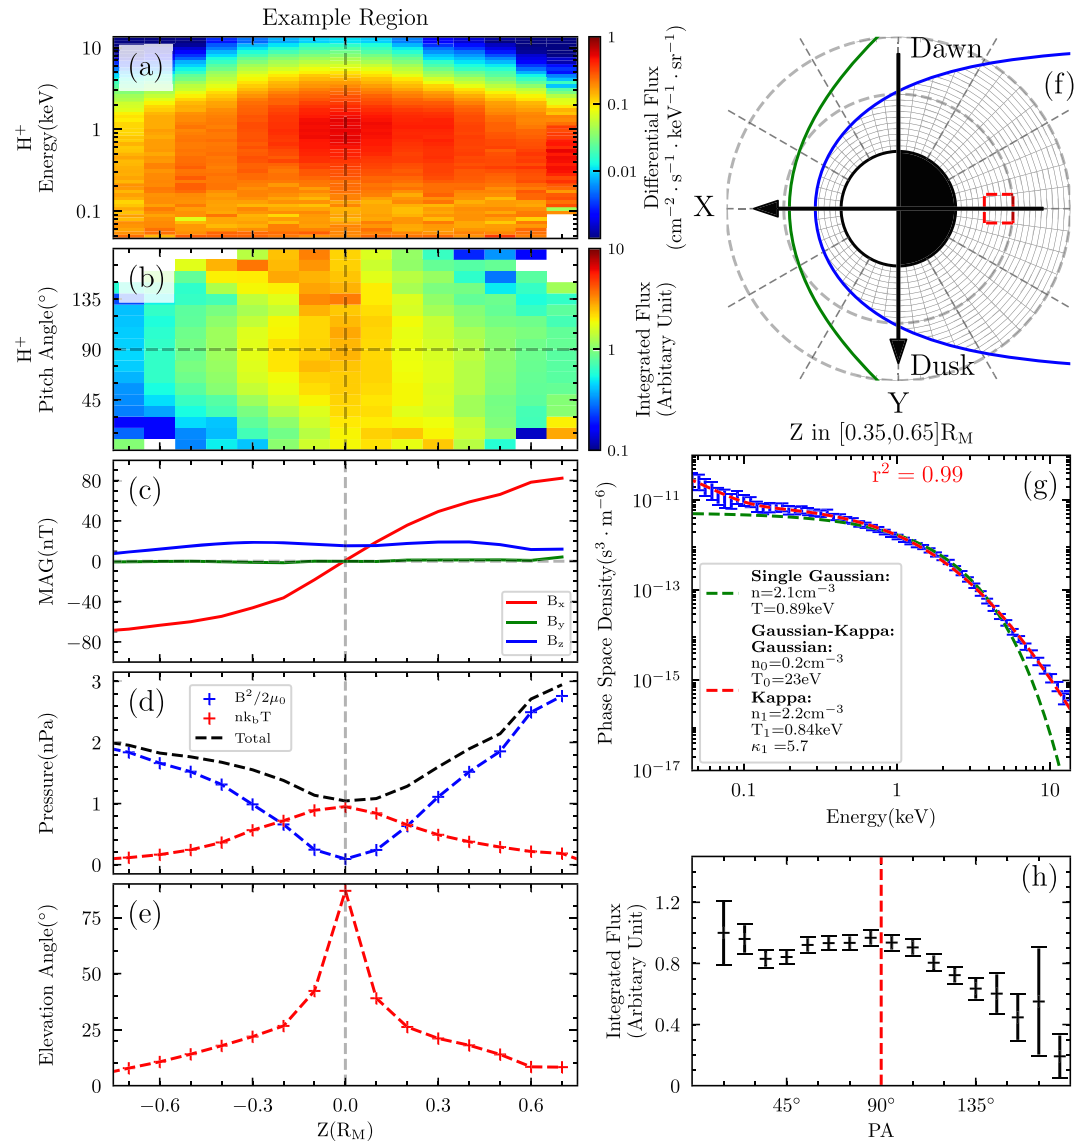 Example Region
(a)
10
1
0.1
H+
Energy(keV)
1
0.1
0.01
Differential Flux
(cm−2 · s−1 · keV−1 · sr−1)
(b)
135
90
45
H+
Pitch Angle(°)
10
1
0.1
Integrated Flux
(Arbitary Unit)
(c)
80
40
0
−40
−80
MAG(nT)
Bx
By
Bz
(d)
3
2
1
0
Pressure(nPa)
B2/2μ0
nkbT
Total
(e)
75
50
25
0
Elevation Angle(°)
−0.6
−0.3
0.0
0.3
0.6
Z(RM)
(f)
Dawn
X
Dusk
Y
Z in [0.35,0.65]RM
(g)
r2 = 0.99
10−11
10−13
10−15
10−17
Phase Space Density(s3 · m−6)
Single Gaussian:
n=2.1cm−3
T=0.89keV
Gaussian-Kappa:
Gaussian:
n0=0.2cm−3
T0=23eV
Kappa:
n1=2.2cm−3
T1=0.84keV
κ1 =5.7
0.1
1
10
Energy(keV)
(h)
1.2
0.8
0.4
0
Integrated Flux
(Arbitary Unit)
45°
90°
135°
PA